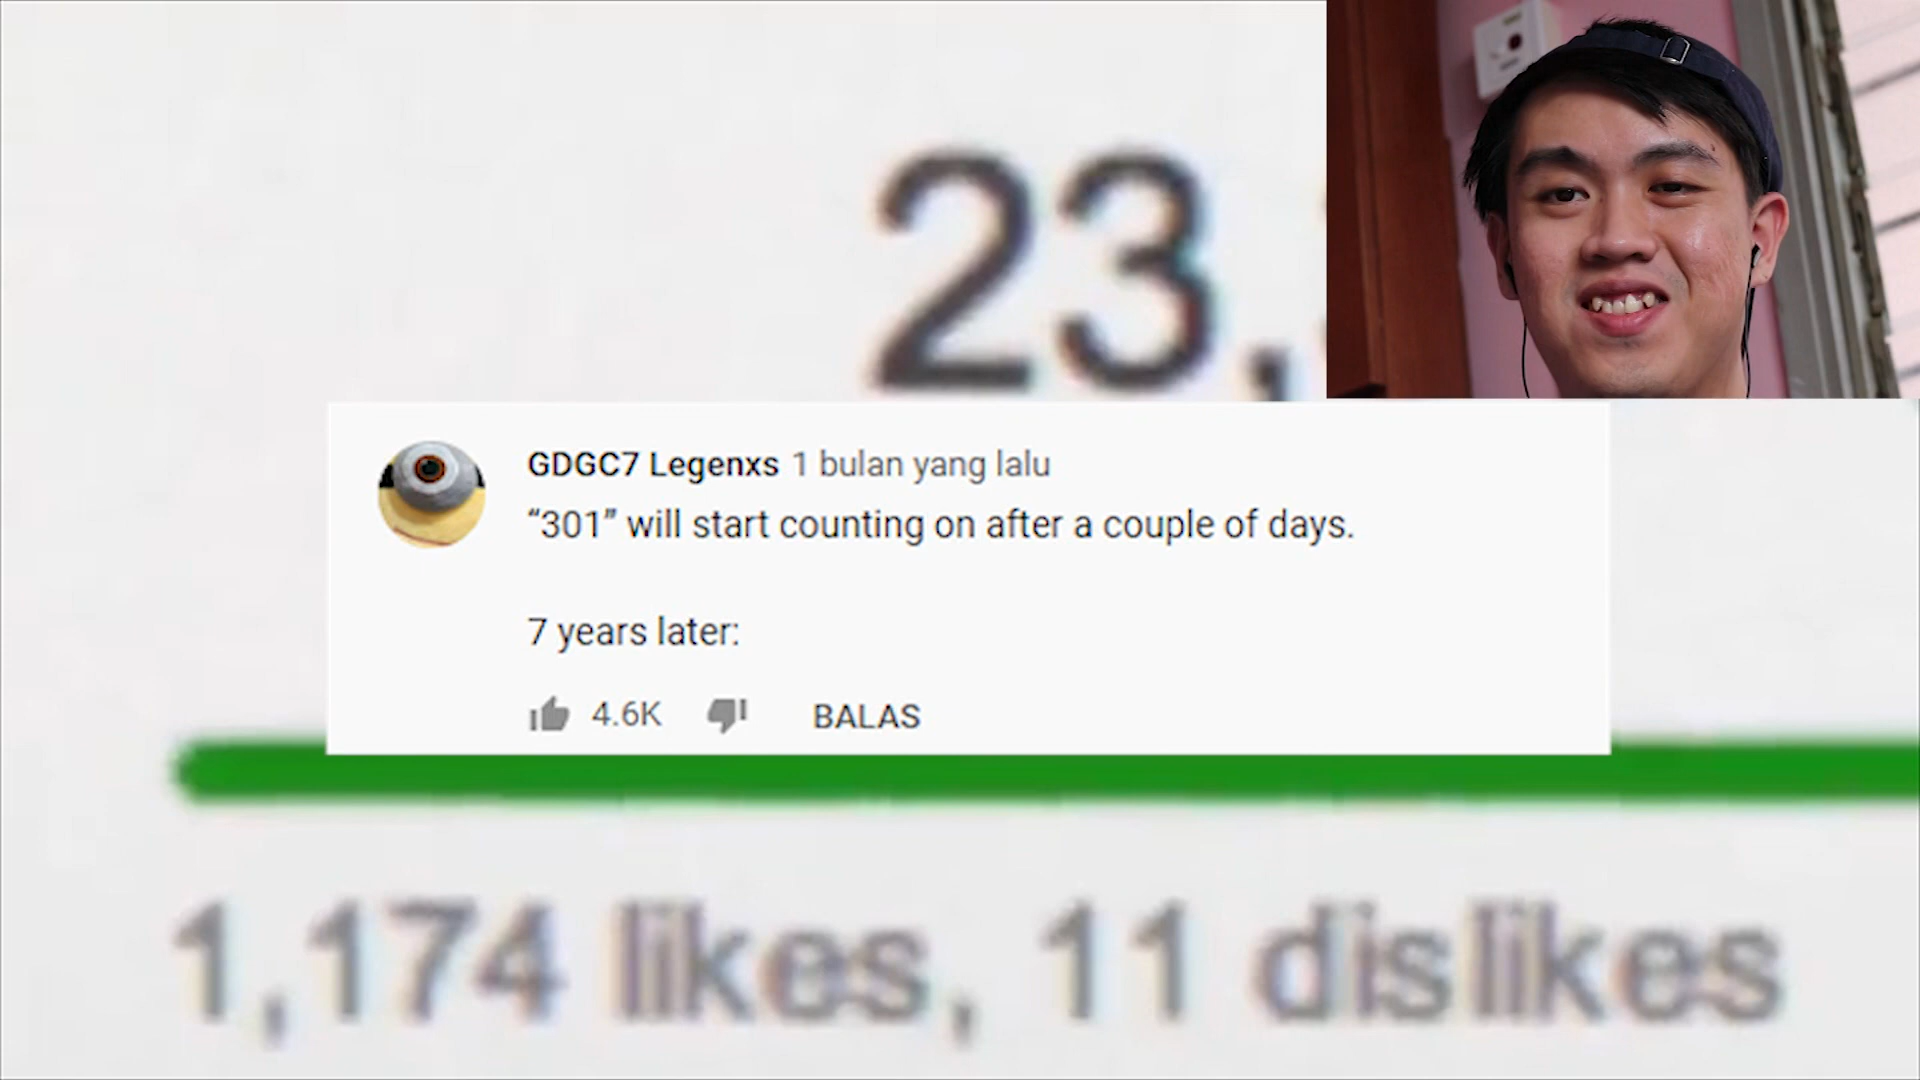 23,
GDGC7 Legenxs 1 bulan yang lalu
“301” will start counting on after a couple of days.
7 years later:
4.6K BALAS
1,174 likes, 11 dislikes